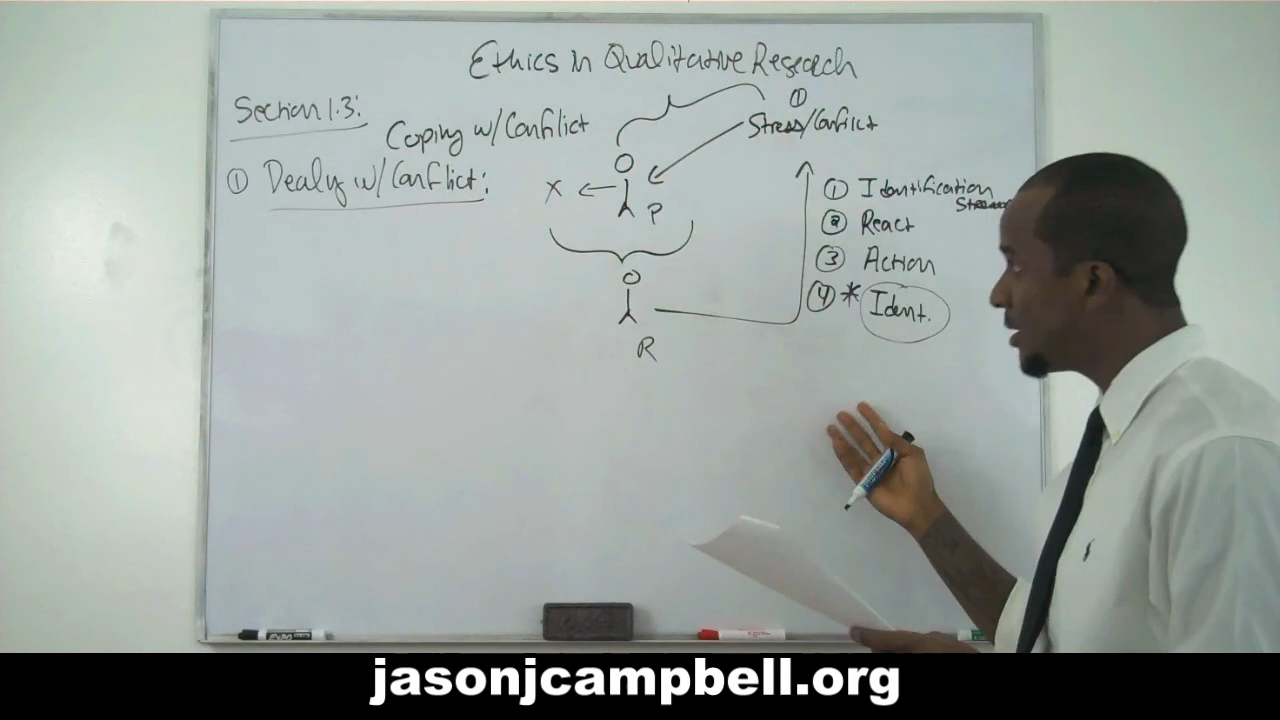 Ethics in Qualitative Research
Section 1.3:
Coping w/ Conflict
① Dealing w/ Conflict:
①
Stress/Conflict
X
P
R
① Identification
Stressor
② React
③ Action
④ * Ident.
jasonjcampbell.org